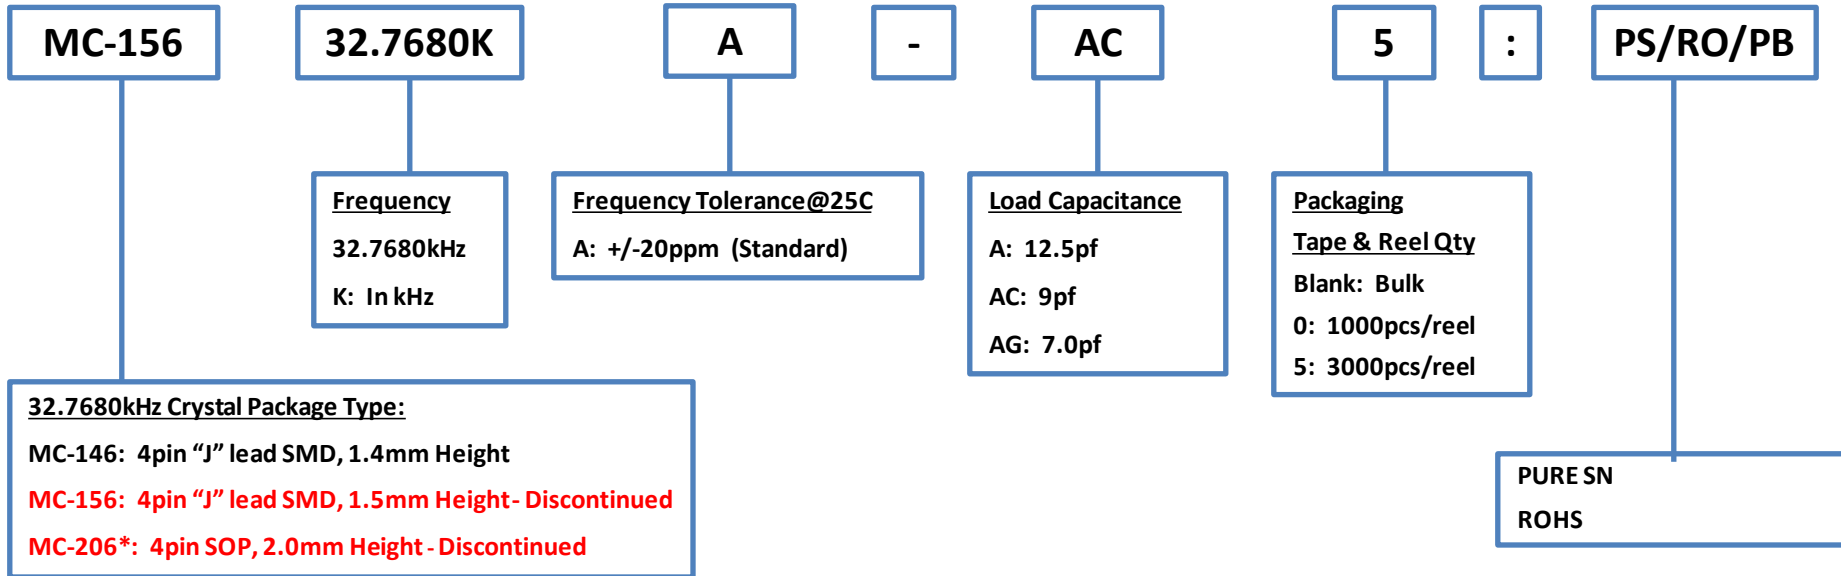 MC-156 32.7680K A - AC 5 : PS/RO/PB
Frequency
32.7680kHz
K: In kHz
Frequency Tolerance@25C
A: +/-20ppm (Standard)
Load Capacitance
A: 12.5pf
AC: 9pf
AG: 7.0pf
Packaging
Tape & Reel Qty
Blank: Bulk
0: 1000pcs/reel
5: 3000pcs/reel
32.7680kHz Crystal Package Type:
MC-146: 4pin “J” lead SMD, 1.4mm Height
MC-156: 4pin “J” lead SMD, 1.5mm Height- Discontinued
MC-206*: 4pin SOP, 2.0mm Height - Discontinued
PURE SN
ROHS